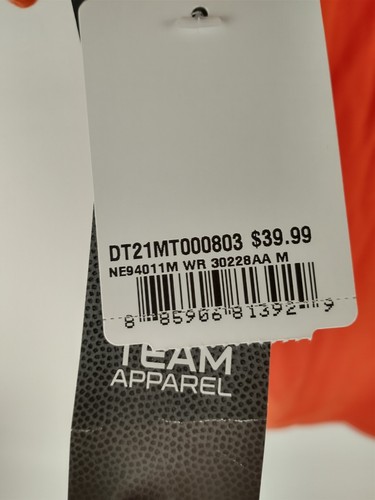 DT21MT000803 $39.99
NE94011M WR 30228AA M
8 85906 81392 9
TEAM
APPAREL